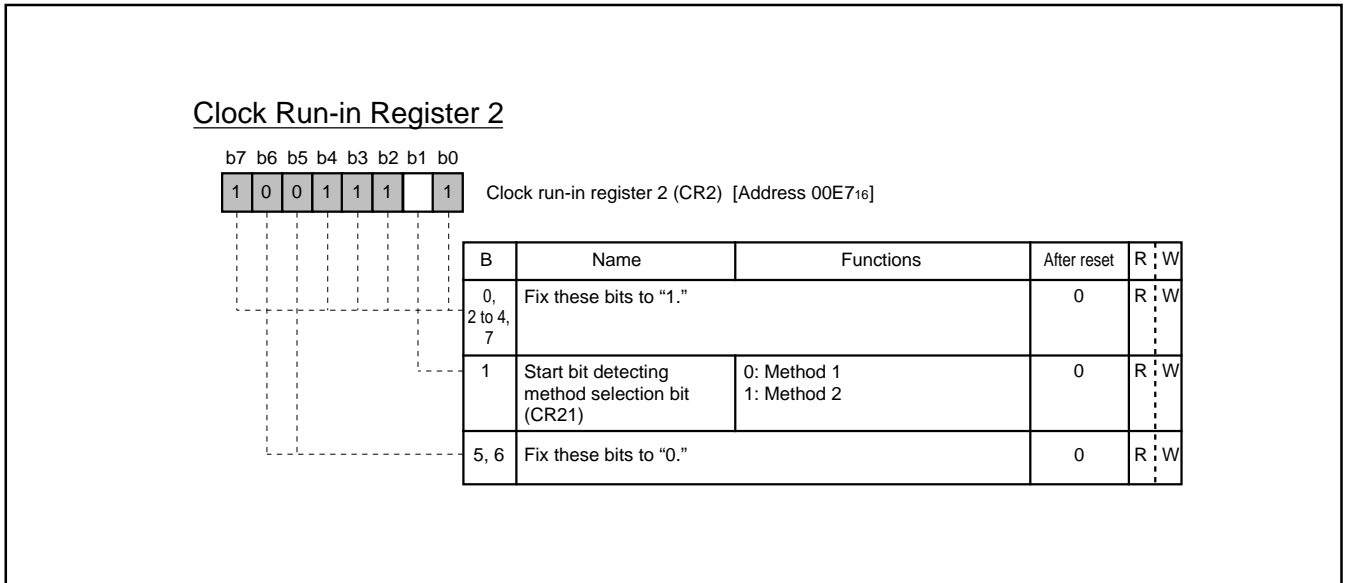 Clock Run-in Register 2
b7 b6 b5 b4 b3 b2 b1 b0
1 0 0 1 1 1 1
Clock run-in register 2 (CR2) [Address 00E716]
B Name Functions After reset R W
0, 2 to 4, 7 Fix these bits to “1.” 0 R W
1 Start bit detecting method selection bit (CR21) 0: Method 1 1: Method 2 0 R W
5, 6 Fix these bits to “0.” 0 R W